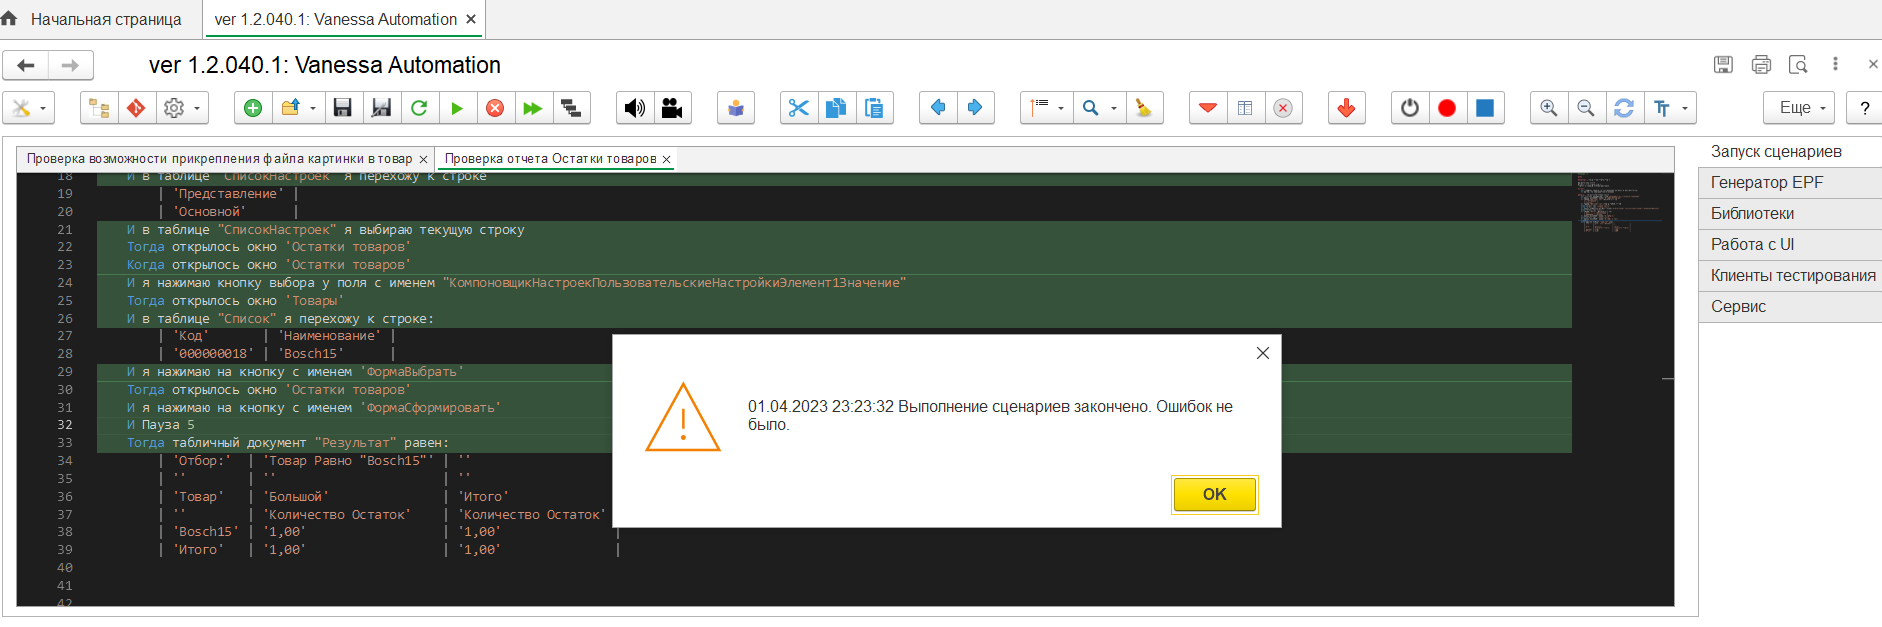 Начальная страница
ver 1.2.040.1: Vanessa Automation
ver 1.2.040.1: Vanessa Automation
Еще
?
Проверка возможности прикрепления файла картинки в товар
Проверка отчета Остатки товаров
Запуск сценариев
Генератор EPF
Библиотеки
Работа с UI
Клиенты тестирования
Сервис
18 И в таблице "СписокНастроек" я перехожу к строке
19 | 'Представление' |
20 | 'Основной' |
21 И в таблице "СписокНастроек" я выбираю текущую строку
22 Тогда открылось окно 'Остатки товаров'
23 Когда открылось окно 'Остатки товаров'
24 И я нажимаю кнопку выбора у поля с именем "КомпоновщикНастроекПользовательскиеНастройкиЭлемент1Значение"
25 Тогда открылось окно 'Товары'
26 И в таблице "Список" я перехожу к строке:
27 | 'Код' | 'Наименование' |
28 | '000000018' | 'Bosch15' |
29 И я нажимаю на кнопку с именем 'ФормаВыбрать'
30 Тогда открылось окно 'Остатки товаров'
31 И я нажимаю на кнопку с именем 'ФормаСформировать'
32 И Пауза 5
33 Тогда табличный документ "Результат" равен:
34 | 'Отбор:' | 'Товар Равно "Bosch15"' | ''
35 | '' | '' | ''
36 | 'Товар' | 'Большой' | 'Итого'
37 | '' | 'Количество Остаток' | 'Количество Остаток'
38 | 'Bosch15' | '1,00' | '1,00' |
39 | 'Итого' | '1,00' | '1,00' |
40
41
42
01.04.2023 23:23:32 Выполнение сценариев закончено. Ошибок не
было.
OK